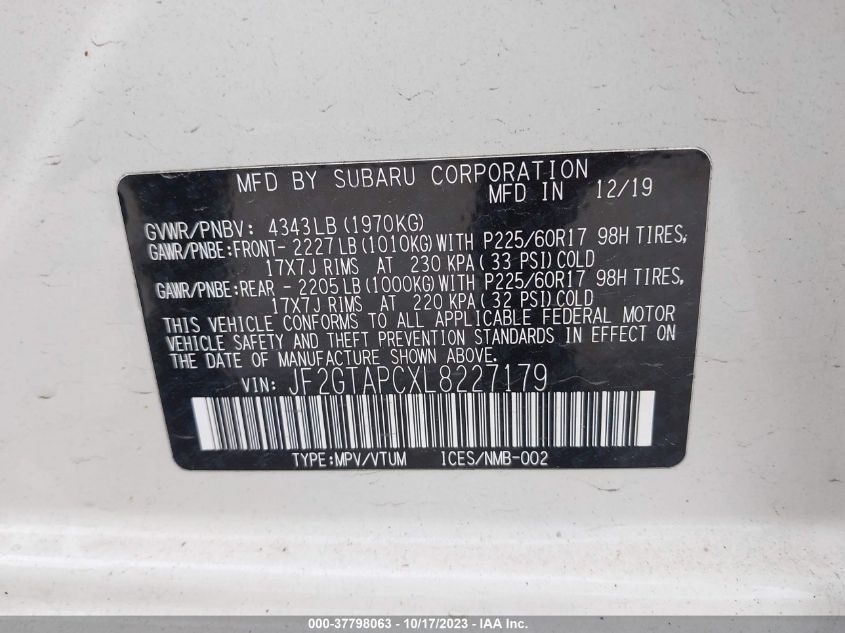 MFD BY SUBARU CORPORATION
MFD IN 12/19
GVWR/PNBV: 4343LB (1970KG)
GAWR/PNBE:FRONT- 2227LB (1010KG) WITH P225/60R17 98H TIRES,
17X7J RIMS AT 230 KPA( 33 PSI) COLD
GAWR/PNBE:REAR - 2205LB (1000KG) WITH P225/60R17 98H TIRES,
17X7J RIMS AT 220 KPA( 32 PSI) COLD
THIS VEHICLE CONFORMS TO ALL APPLICABLE FEDERAL MOTOR
VEHICLE SAFETY AND THEFT PREVENTION STANDARDS IN EFFECT ON
THE DATE OF MANUFACTURE SHOWN ABOVE.
VIN: JF2GTAPCXL8227179
TYPE:MPV/VTUM ICES/NMB-002
000-37798063 - 10/17/2023 - IAA Inc.